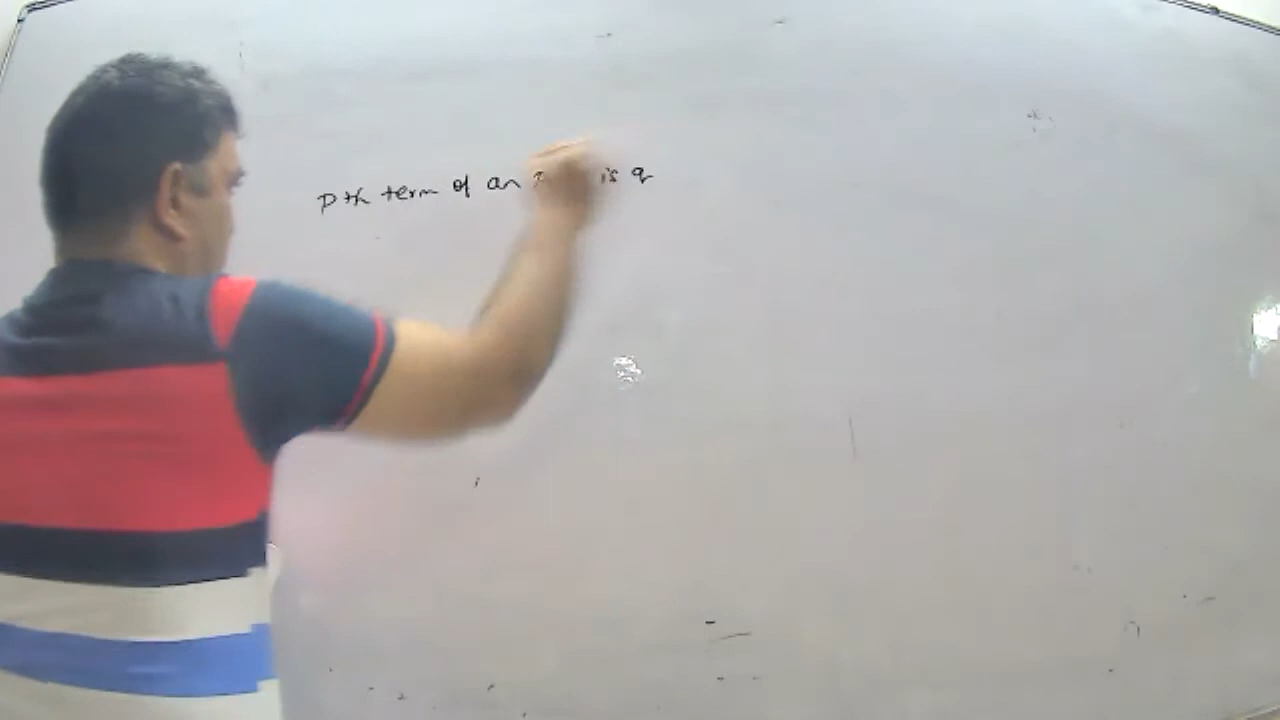 Pth term of an is q